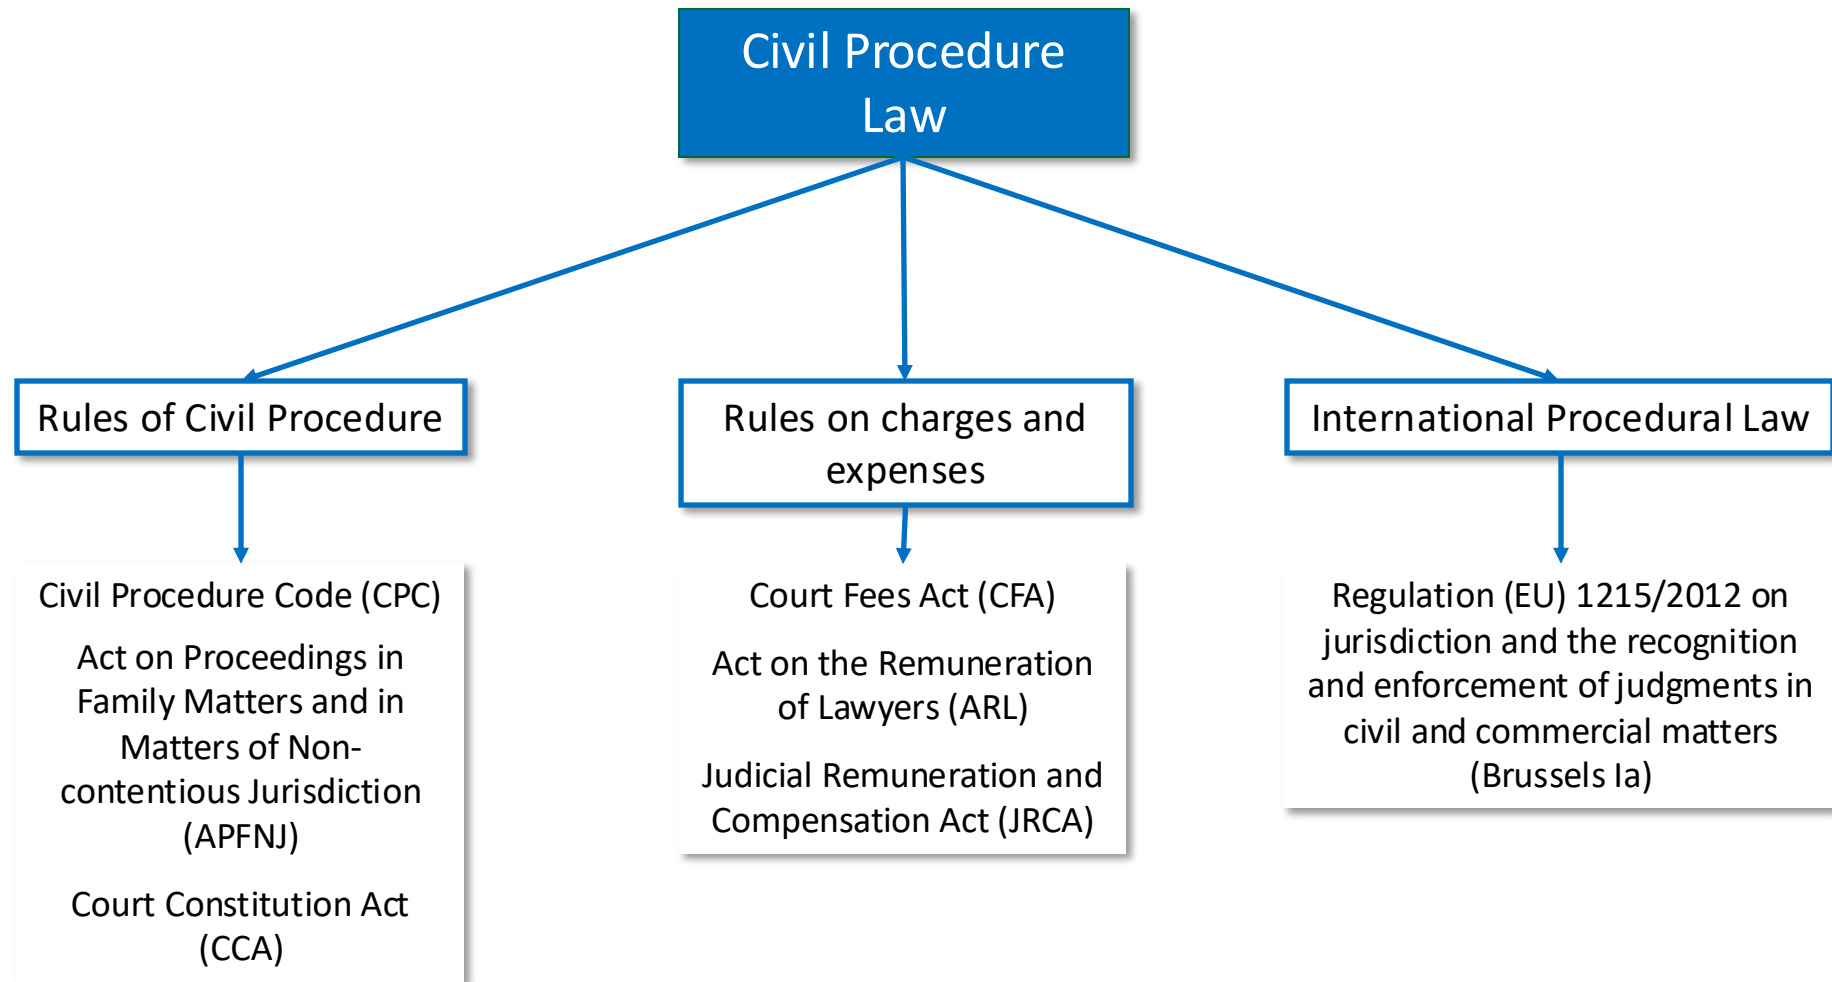 Civil Procedure
Law
Rules of Civil Procedure
Rules on charges and
expenses
International Procedural Law
Civil Procedure Code (CPC)
Act on Proceedings in
Family Matters and in
Matters of Non-
contentious Jurisdiction
(APFNJ)
Court Constitution Act
(CCA)
Court Fees Act (CFA)
Act on the Remuneration
of Lawyers (ARL)
Judicial Remuneration and
Compensation Act (JRCA)
Regulation (EU) 1215/2012 on
jurisdiction and the recognition
and enforcement of judgments in
civil and commercial matters
(Brussels Ia)